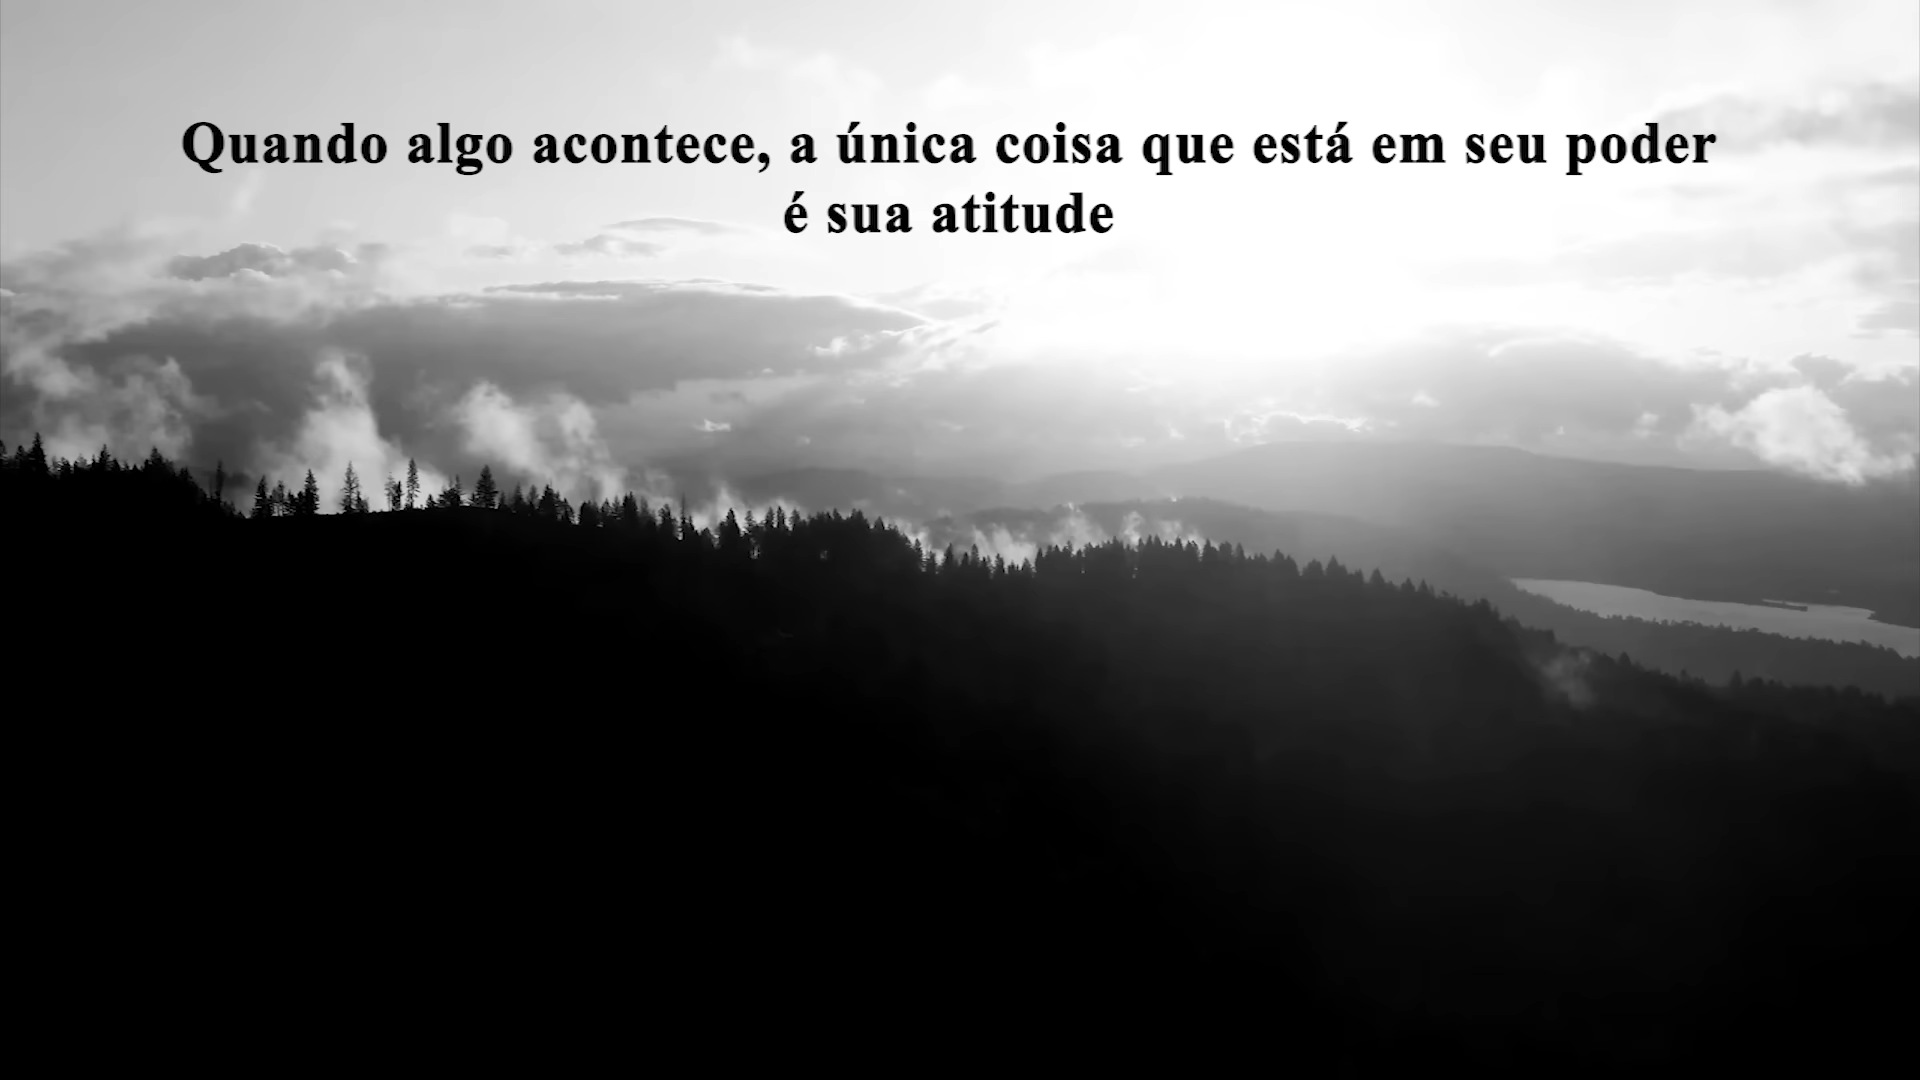 Quando algo acontece, a única coisa que está em seu poder
é sua atitude